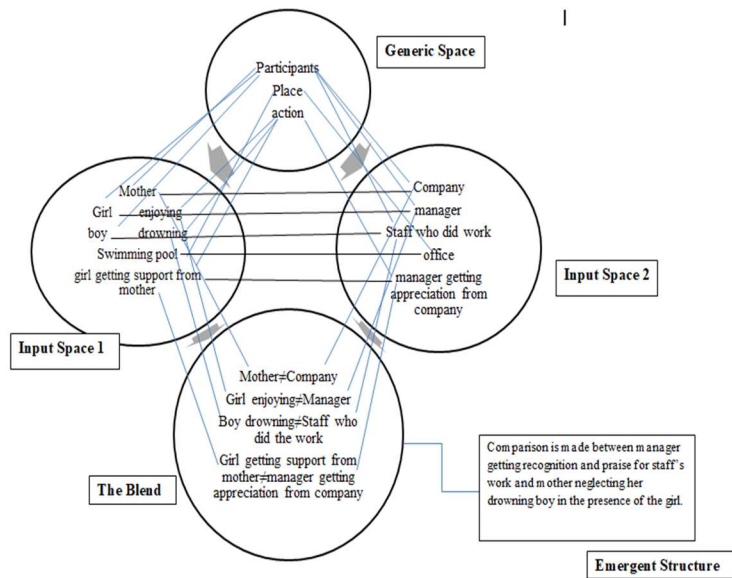 Generic Space
Participants
Place
action
Mother
Girl enjoying
boy drowning
Swimming pool
girl getting support from
mother
Input Space 1
Company
manager
Staff who did work
office
manager getting
appreciation from
company
Input Space 2
Mother≠Company
Girl enjoying≠Manager
Boy drowning≠Staff who
did the work
Girl getting support from
mother≠manager getting
appreciation from company
The Blend
Comparison is made between manager
getting recognition and praise for staff's
work and mother neglecting her
drowning boy in the presence of the girl.
Emergent Structure